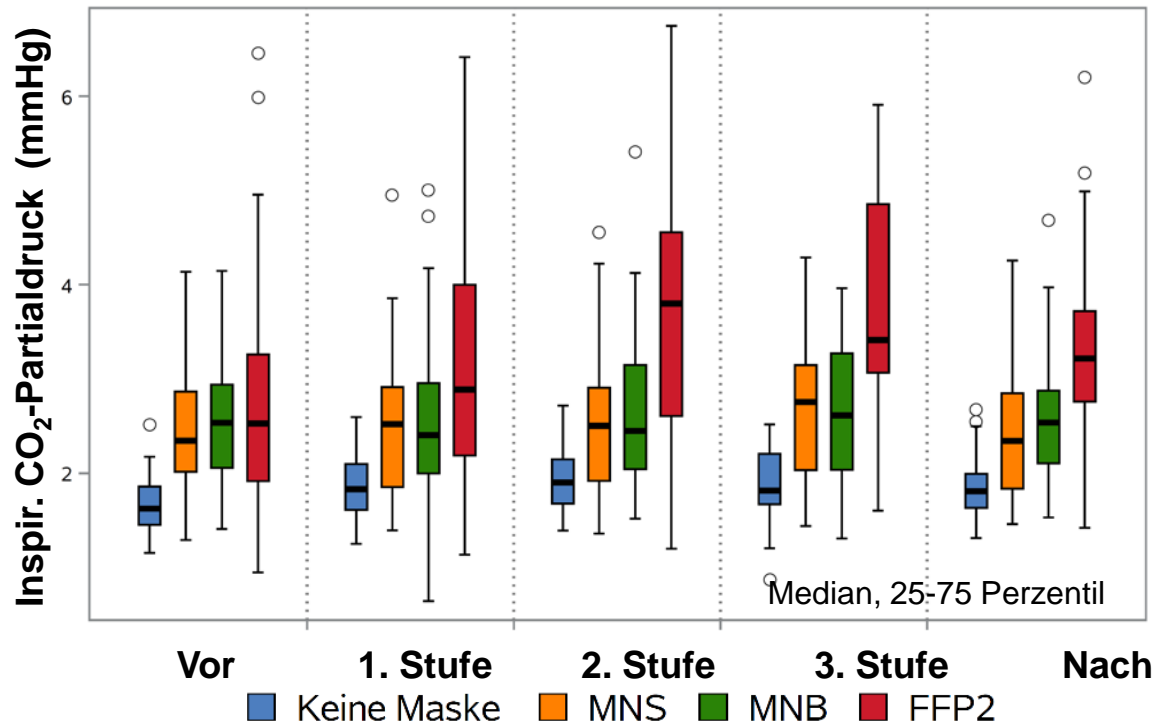 Inspir. CO₂-Partialdruck (mmHg)
6
4
2
Median, 25-75 Perzentil
Vor 1. Stufe 2. Stufe 3. Stufe Nach
Keine Maske MNS MNB FFP2